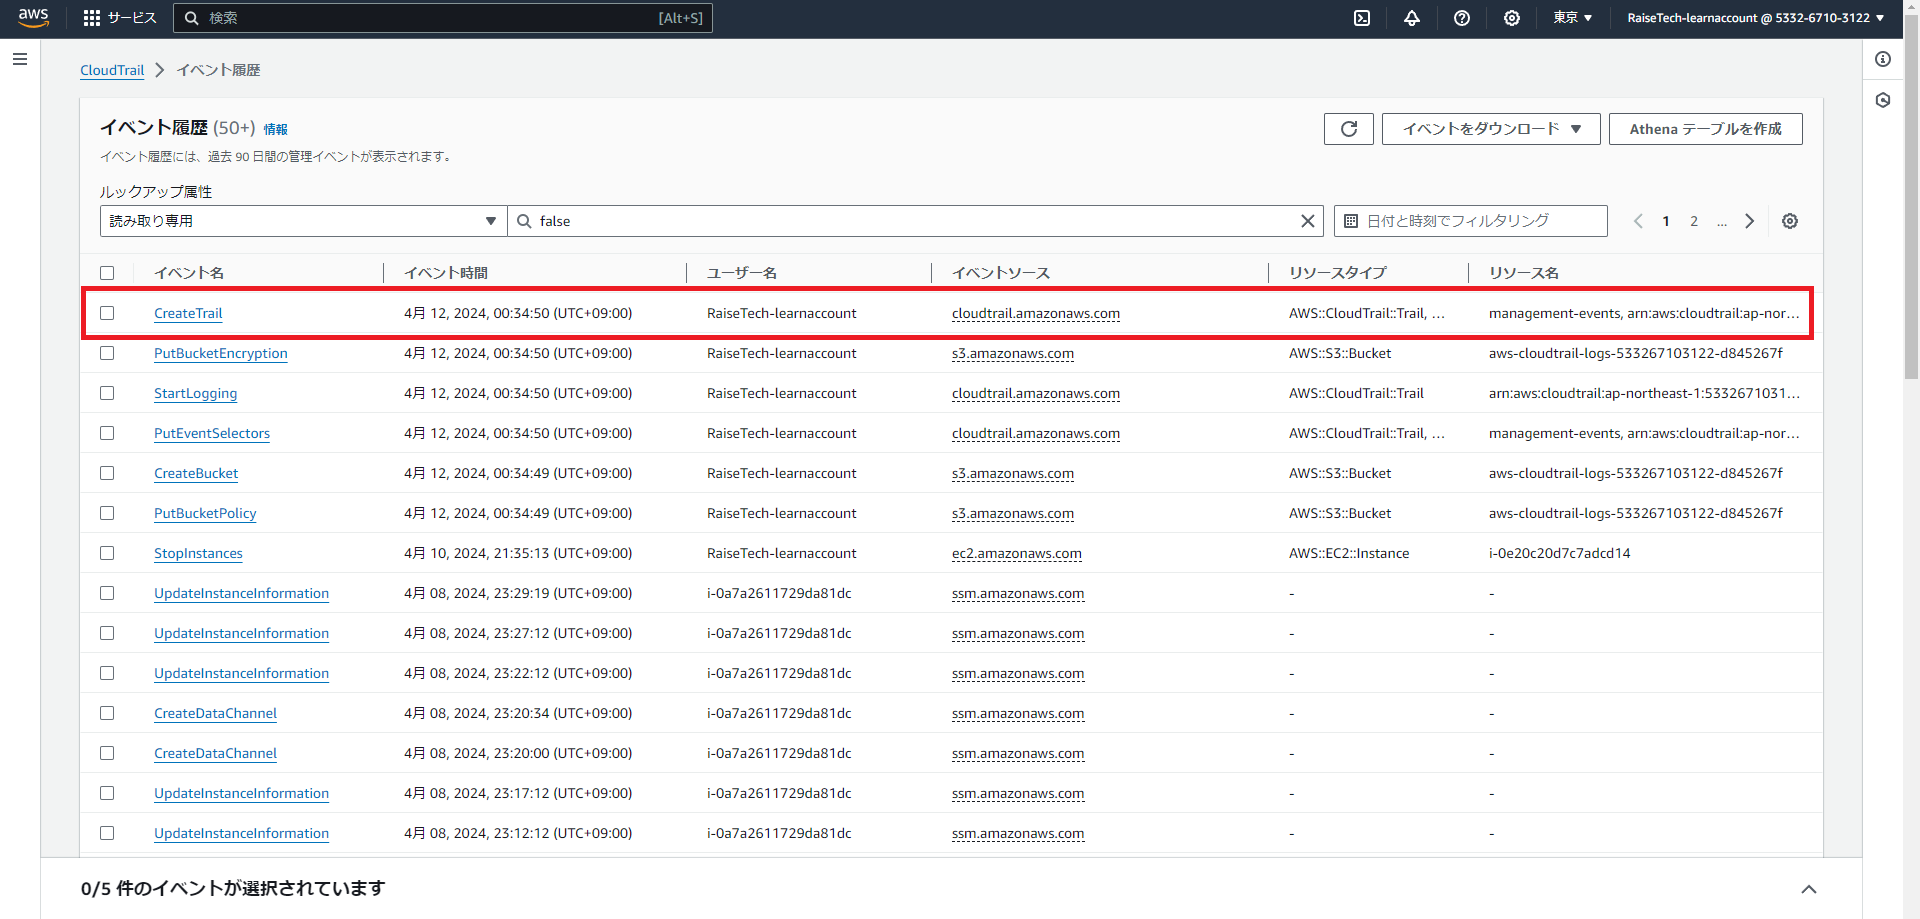 aws サービス 検索 [Alt+S] 東京 ▼ RaiseTech-learnaccount @ 5332-6710-3122 ▼
CloudTrail イベント履歴
イベント履歴 (50+) 情報 イベントをダウンロード ▼ Athena テーブルを作成
イベント履歴には、過去 90 日間の管理イベントが表示されます。
ルックアップ属性
読み取り専用 ▼ false 日付と時刻でフィルタリング 1 2 ...
イベント名 イベント時間 ユーザー名 イベントソース リソースタイプ リソース名
CreateTrail 4月 12, 2024, 00:34:50 (UTC+09:00) RaiseTech-learnaccount cloudtrail.amazonaws.com AWS::CloudTrail::Trail, ... management-events, arn:aws:cloudtrail:ap-nor...
PutBucketEncryption 4月 12, 2024, 00:34:50 (UTC+09:00) RaiseTech-learnaccount s3.amazonaws.com AWS::S3::Bucket aws-cloudtrail-logs-533267103122-d845267f
StartLogging 4月 12, 2024, 00:34:50 (UTC+09:00) RaiseTech-learnaccount cloudtrail.amazonaws.com AWS::CloudTrail::Trail arn:aws:cloudtrail:ap-northeast-1:5332671031...
PutEventSelectors 4月 12, 2024, 00:34:50 (UTC+09:00) RaiseTech-learnaccount cloudtrail.amazonaws.com AWS::CloudTrail::Trail, ... management-events, arn:aws:cloudtrail:ap-nor...
CreateBucket 4月 12, 2024, 00:34:49 (UTC+09:00) RaiseTech-learnaccount s3.amazonaws.com AWS::S3::Bucket aws-cloudtrail-logs-533267103122-d845267f
PutBucketPolicy 4月 12, 2024, 00:34:49 (UTC+09:00) RaiseTech-learnaccount s3.amazonaws.com AWS::S3::Bucket aws-cloudtrail-logs-533267103122-d845267f
StopInstances 4月 10, 2024, 21:35:13 (UTC+09:00) RaiseTech-learnaccount ec2.amazonaws.com AWS::EC2::Instance i-0e20c20d7c7adcd14
UpdateInstanceInformation 4月 08, 2024, 23:29:19 (UTC+09:00) i-0a7a2611729da81dc ssm.amazonaws.com - -
UpdateInstanceInformation 4月 08, 2024, 23:27:12 (UTC+09:00) i-0a7a2611729da81dc ssm.amazonaws.com - -
UpdateInstanceInformation 4月 08, 2024, 23:22:12 (UTC+09:00) i-0a7a2611729da81dc ssm.amazonaws.com - -
CreateDataChannel 4月 08, 2024, 23:20:34 (UTC+09:00) i-0a7a2611729da81dc ssm.amazonaws.com - -
CreateDataChannel 4月 08, 2024, 23:20:00 (UTC+09:00) i-0a7a2611729da81dc ssm.amazonaws.com - -
UpdateInstanceInformation 4月 08, 2024, 23:17:12 (UTC+09:00) i-0a7a2611729da81dc ssm.amazonaws.com - -
UpdateInstanceInformation 4月 08, 2024, 23:12:12 (UTC+09:00) i-0a7a2611729da81dc ssm.amazonaws.com - -
0/5 件のイベントが選択されています